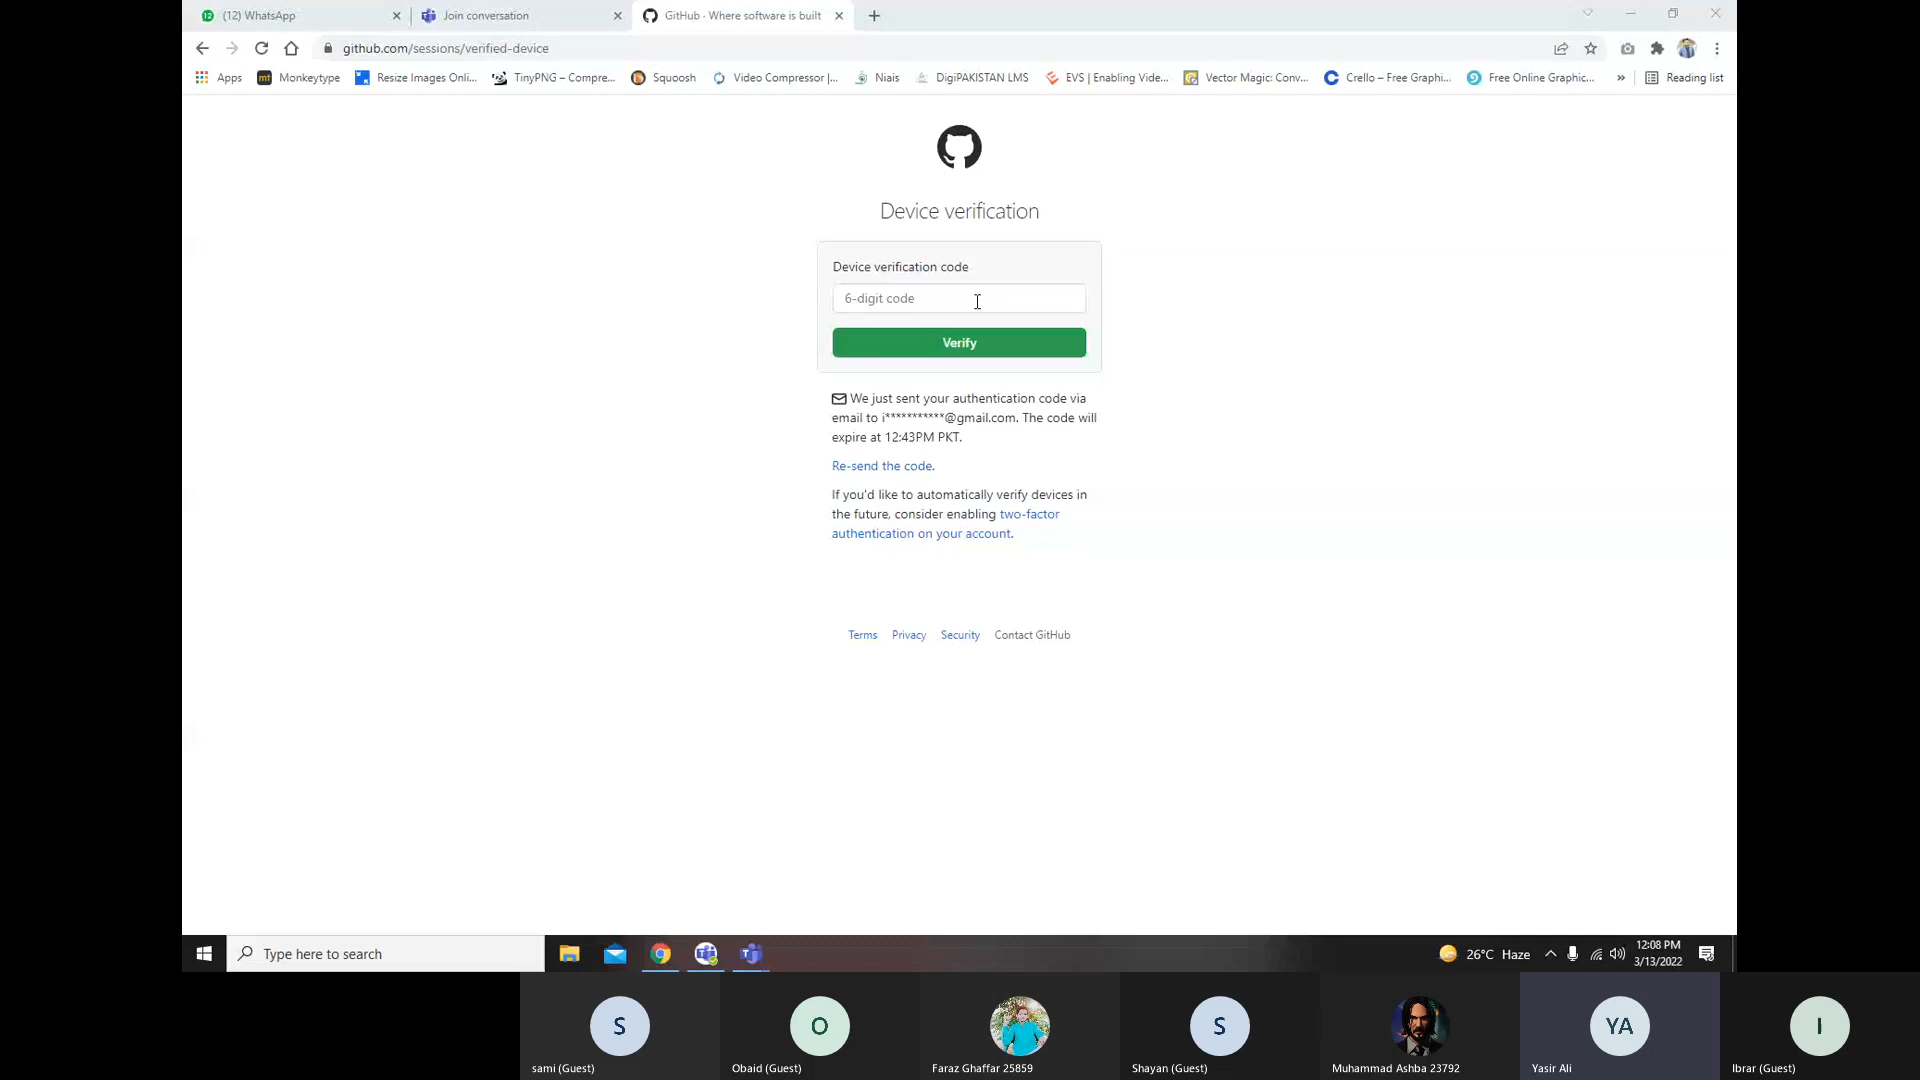 (12) WhatsApp
Join conversation
GitHub · Where software is built
github.com/sessions/verified-device
Apps
Monkeytype
Resize Images Onli...
TinyPNG – Compre...
Squoosh
Video Compressor |...
Niais
DigiPAKISTAN LMS
EVS | Enabling Vide...
Vector Magic: Conv...
Crello – Free Graphi...
Free Online Graphic...
»
Reading list
Device verification
Device verification code
6-digit code
Verify
We just sent your authentication code via
email to i***********@gmail.com. The code will
expire at 12:43PM PKT.
Re-send the code.
If you'd like to automatically verify devices in
the future, consider enabling two-factor
authentication on your account.
Terms Privacy Security Contact GitHub
Type here to search
26°C Haze
12:08 PM
3/13/2022
S
O
S
YA
I
sami (Guest)
Obaid (Guest)
Faraz Ghaffar 25859
Shayan (Guest)
Muhammad Ashba 23792
Yasir Ali
Ibrar (Guest)